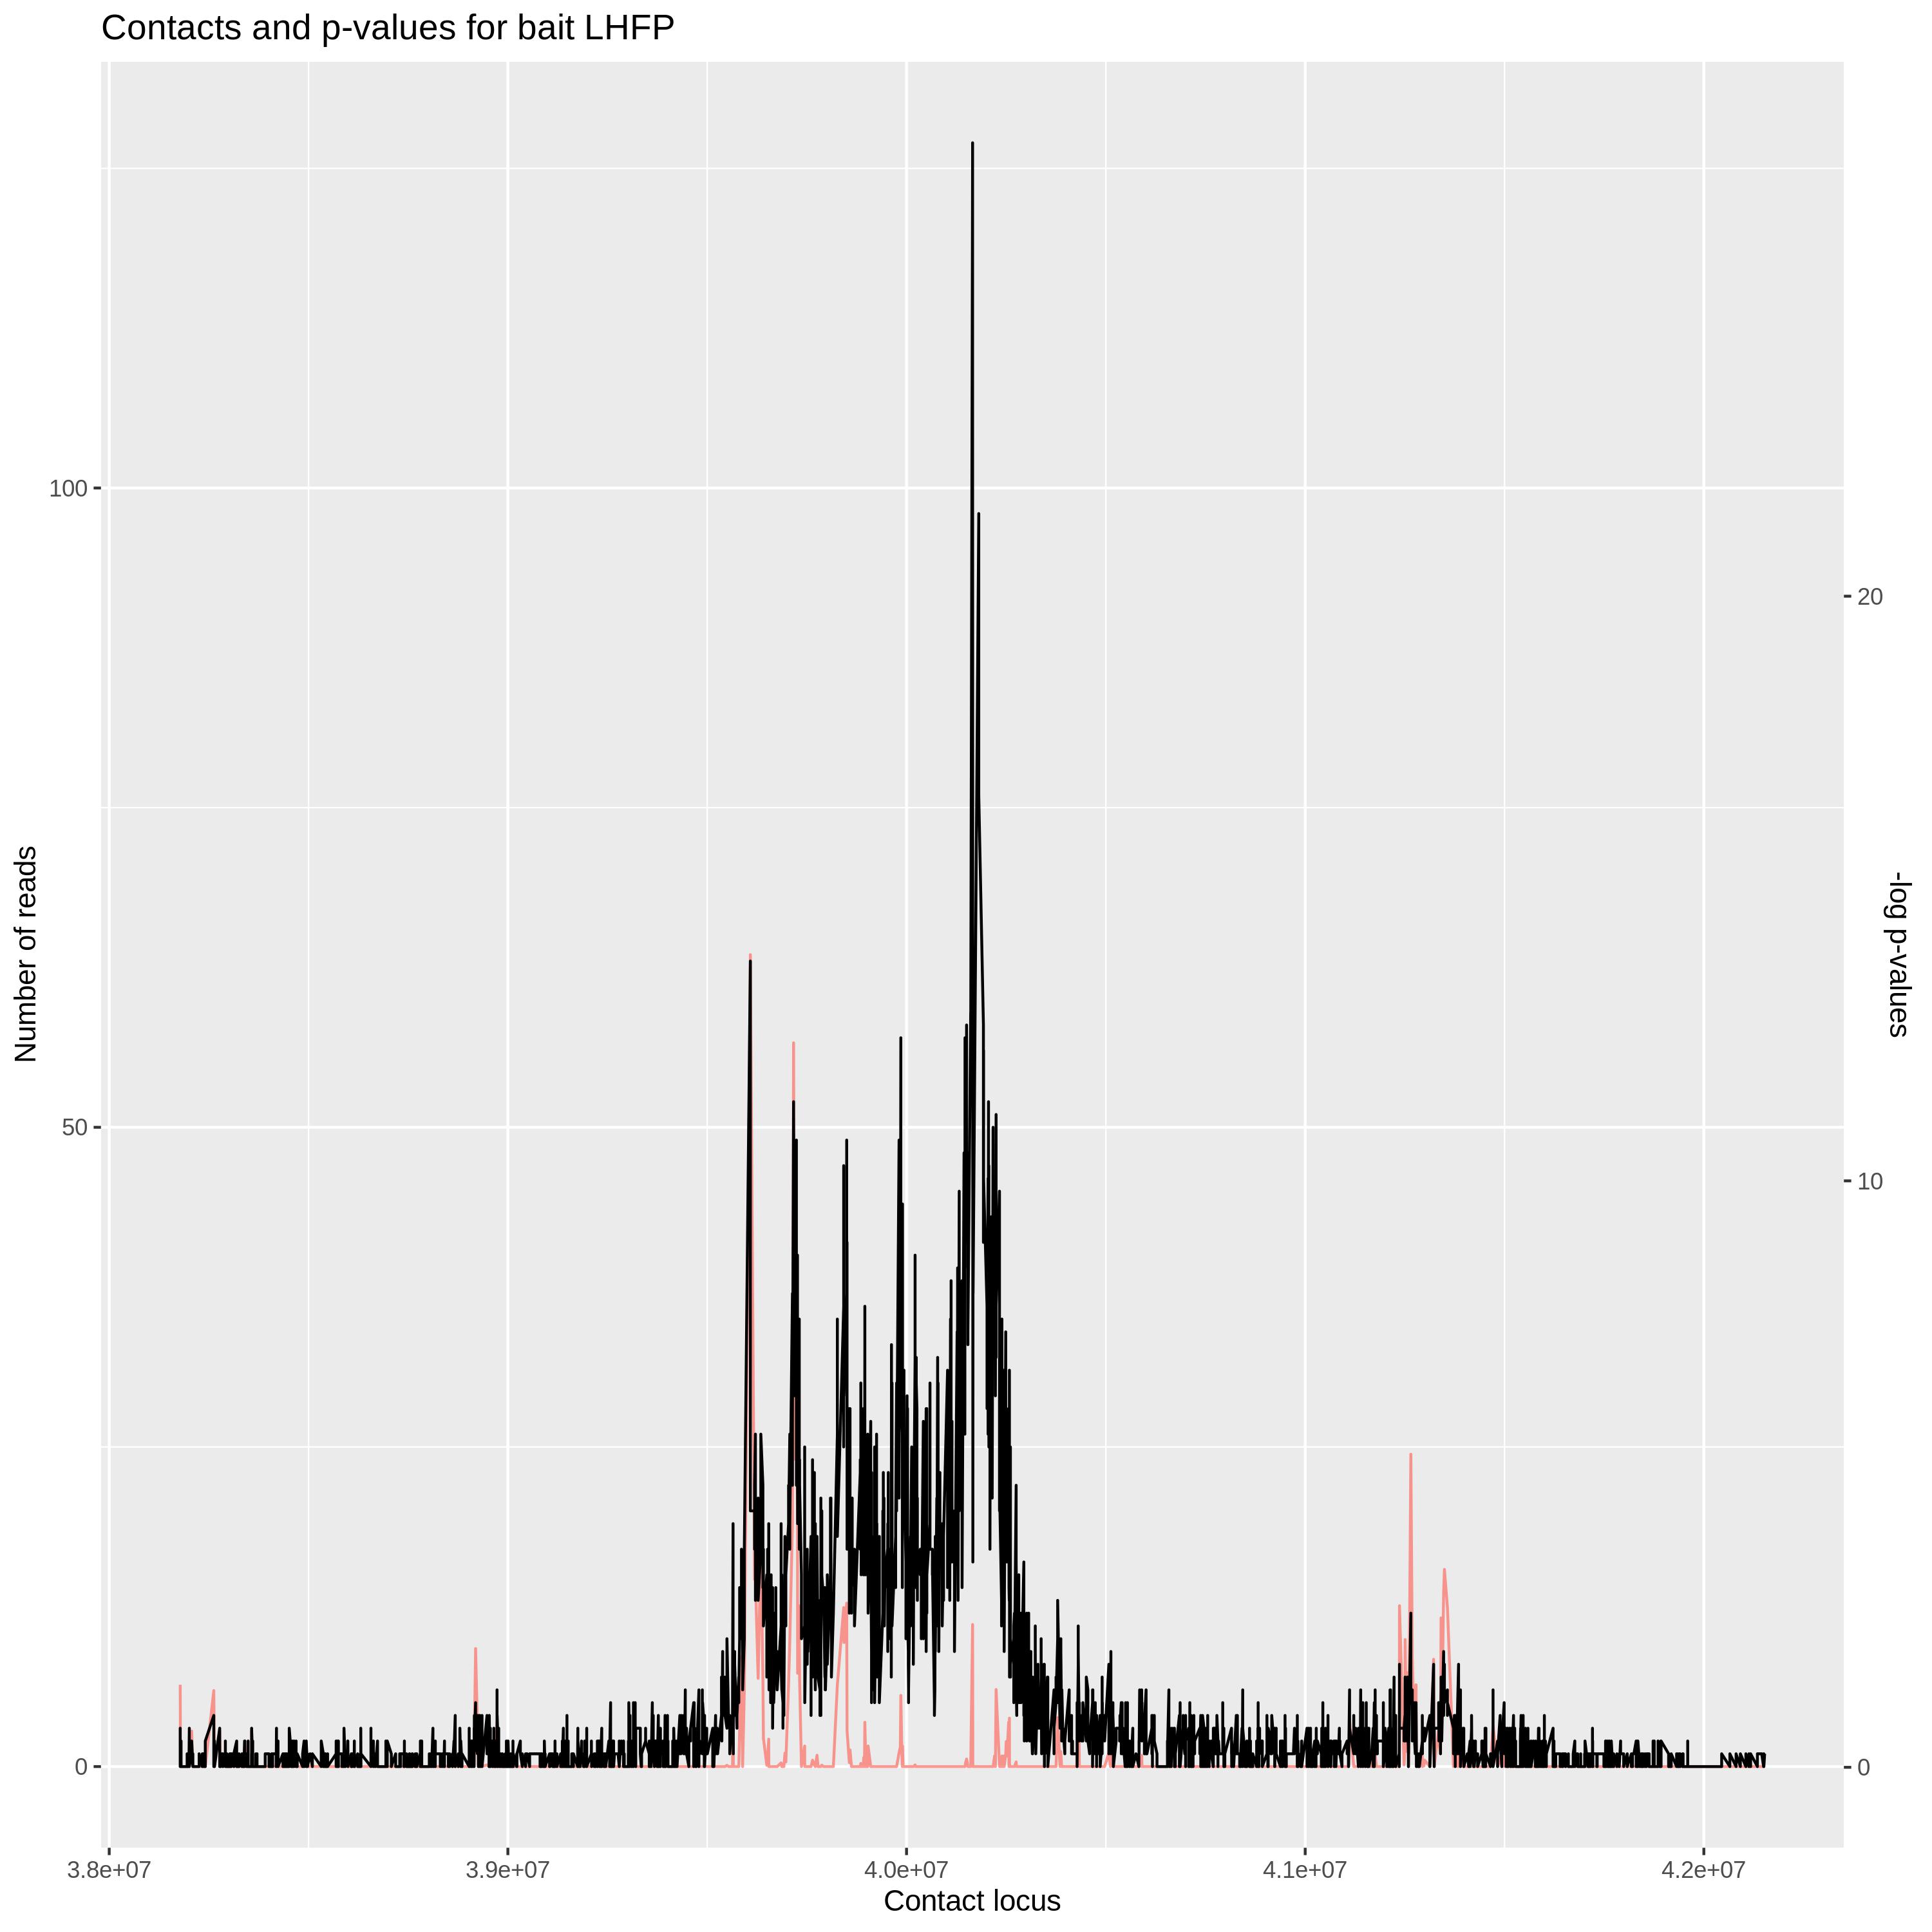 Contacts and p-values for bait LHFP
100
50
0
Number of reads
20
10
0
-log p-values
3.8e+07
3.9e+07
4.0e+07
4.1e+07
4.2e+07
Contact locus